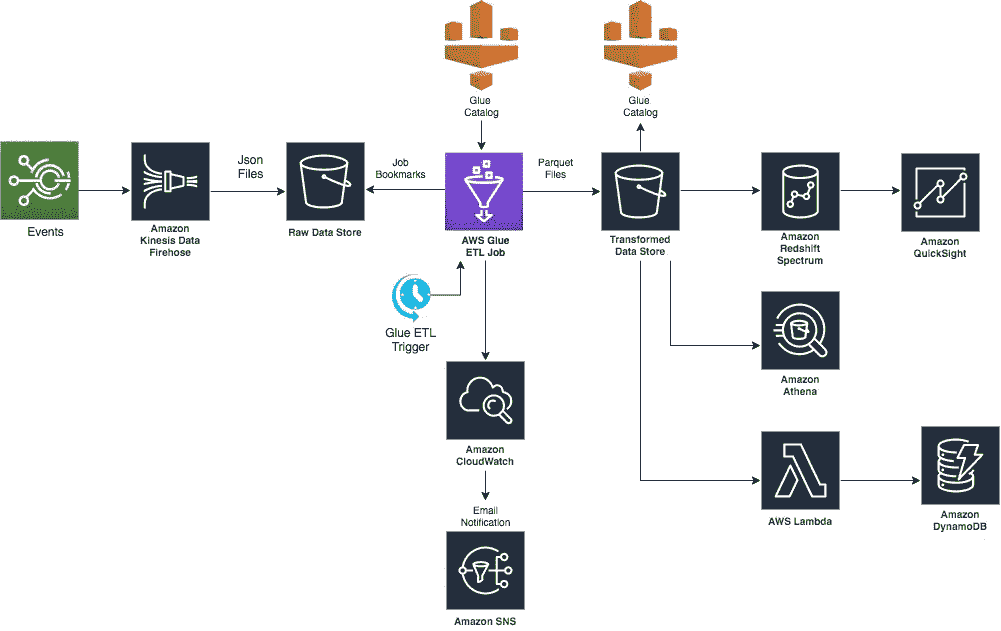 Glue
Catalog
Glue
Catalog
Json
Files
Job
Bookmarks
Parquet
Files
Events
Amazon
Kinesis Data
Firehose
Raw Data Store
AWS Glue
ETL Job
Transformed
Data Store
Amazon
Redshift
Spectrum
Amazon
QuickSight
Glue ETL
Trigger
Amazon
Athena
Amazon
CloudWatch
Email
Notification
AWS Lambda
Amazon
DynamoDB
Amazon SNS